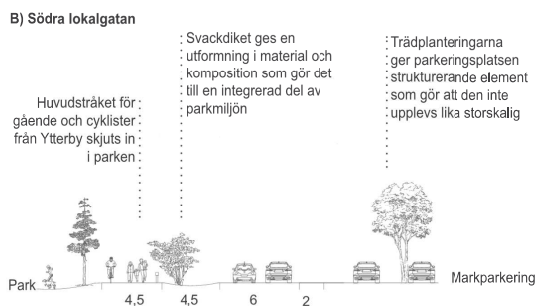 B) Södra lokalgatan
Svackdiket ges en
utformning i material och
komposition som gör det
till en integrerad del av
parkmiljön
Trädplanteringarna
ger parkeringsplatsen
strukturerande element
som gör att den inte
upplevs lika storskalig
Huvudstråket för
gående och cyklister
från Ytterby skjuts in
i parken
Park
Markparkering
4,5 4,5 6 2